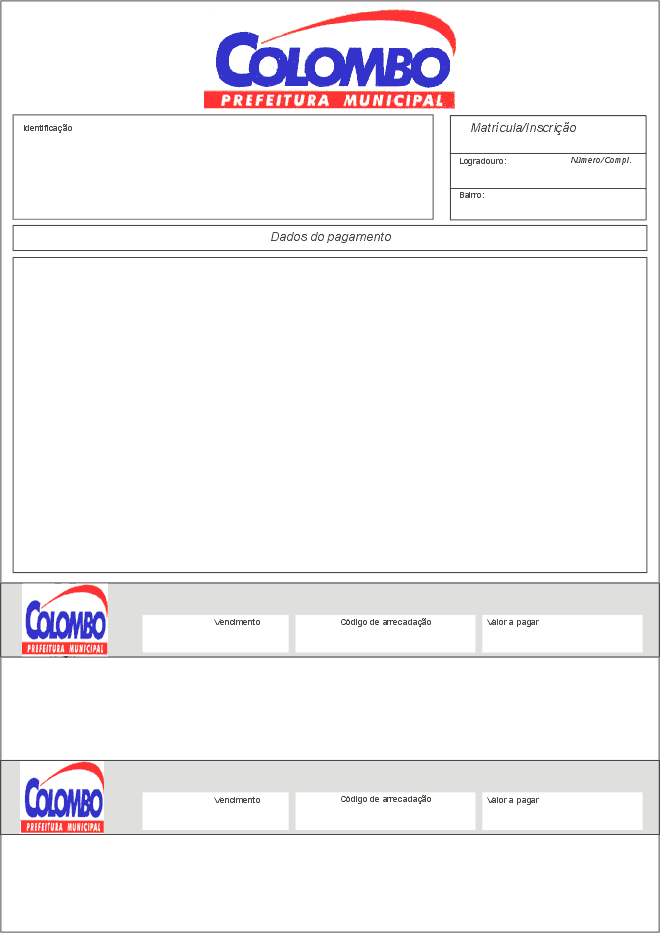 COLOMBO
PREFEITURA MUNICIPAL
Identificação
Matrícula/Inscrição
Logradouro: Número/Compl.
Bairro:
Dados do pagamento
COLOMBO
PREFEITURA MUNICIPAL
Vencimento Código de arrecadação Valor a pagar
COLOMBO
PREFEITURA MUNICIPAL
Vencimento Código de arrecadação Valor a pagar